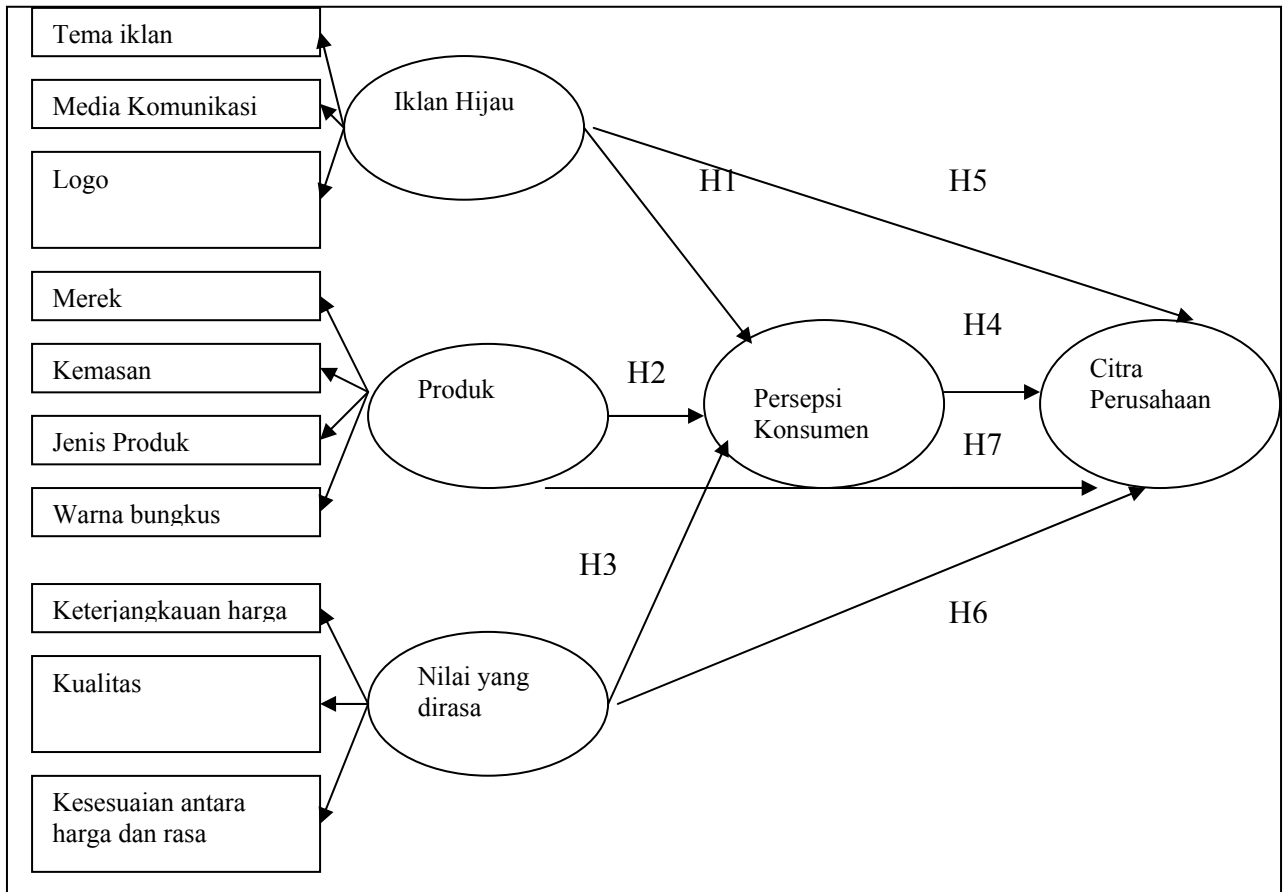 Tema iklan
Media Komunikasi
Logo
Merek
Kemasan
Jenis Produk
Warna bungkus
Keterjangkauan harga
Kualitas
Kesesuaian antara
harga dan rasa
Iklan Hijau
Produk
Nilai yang
dirasa
H1
H5
H2
H3
Persepsi
Konsumen
H4
H7
H6
Citra
Perusahaan